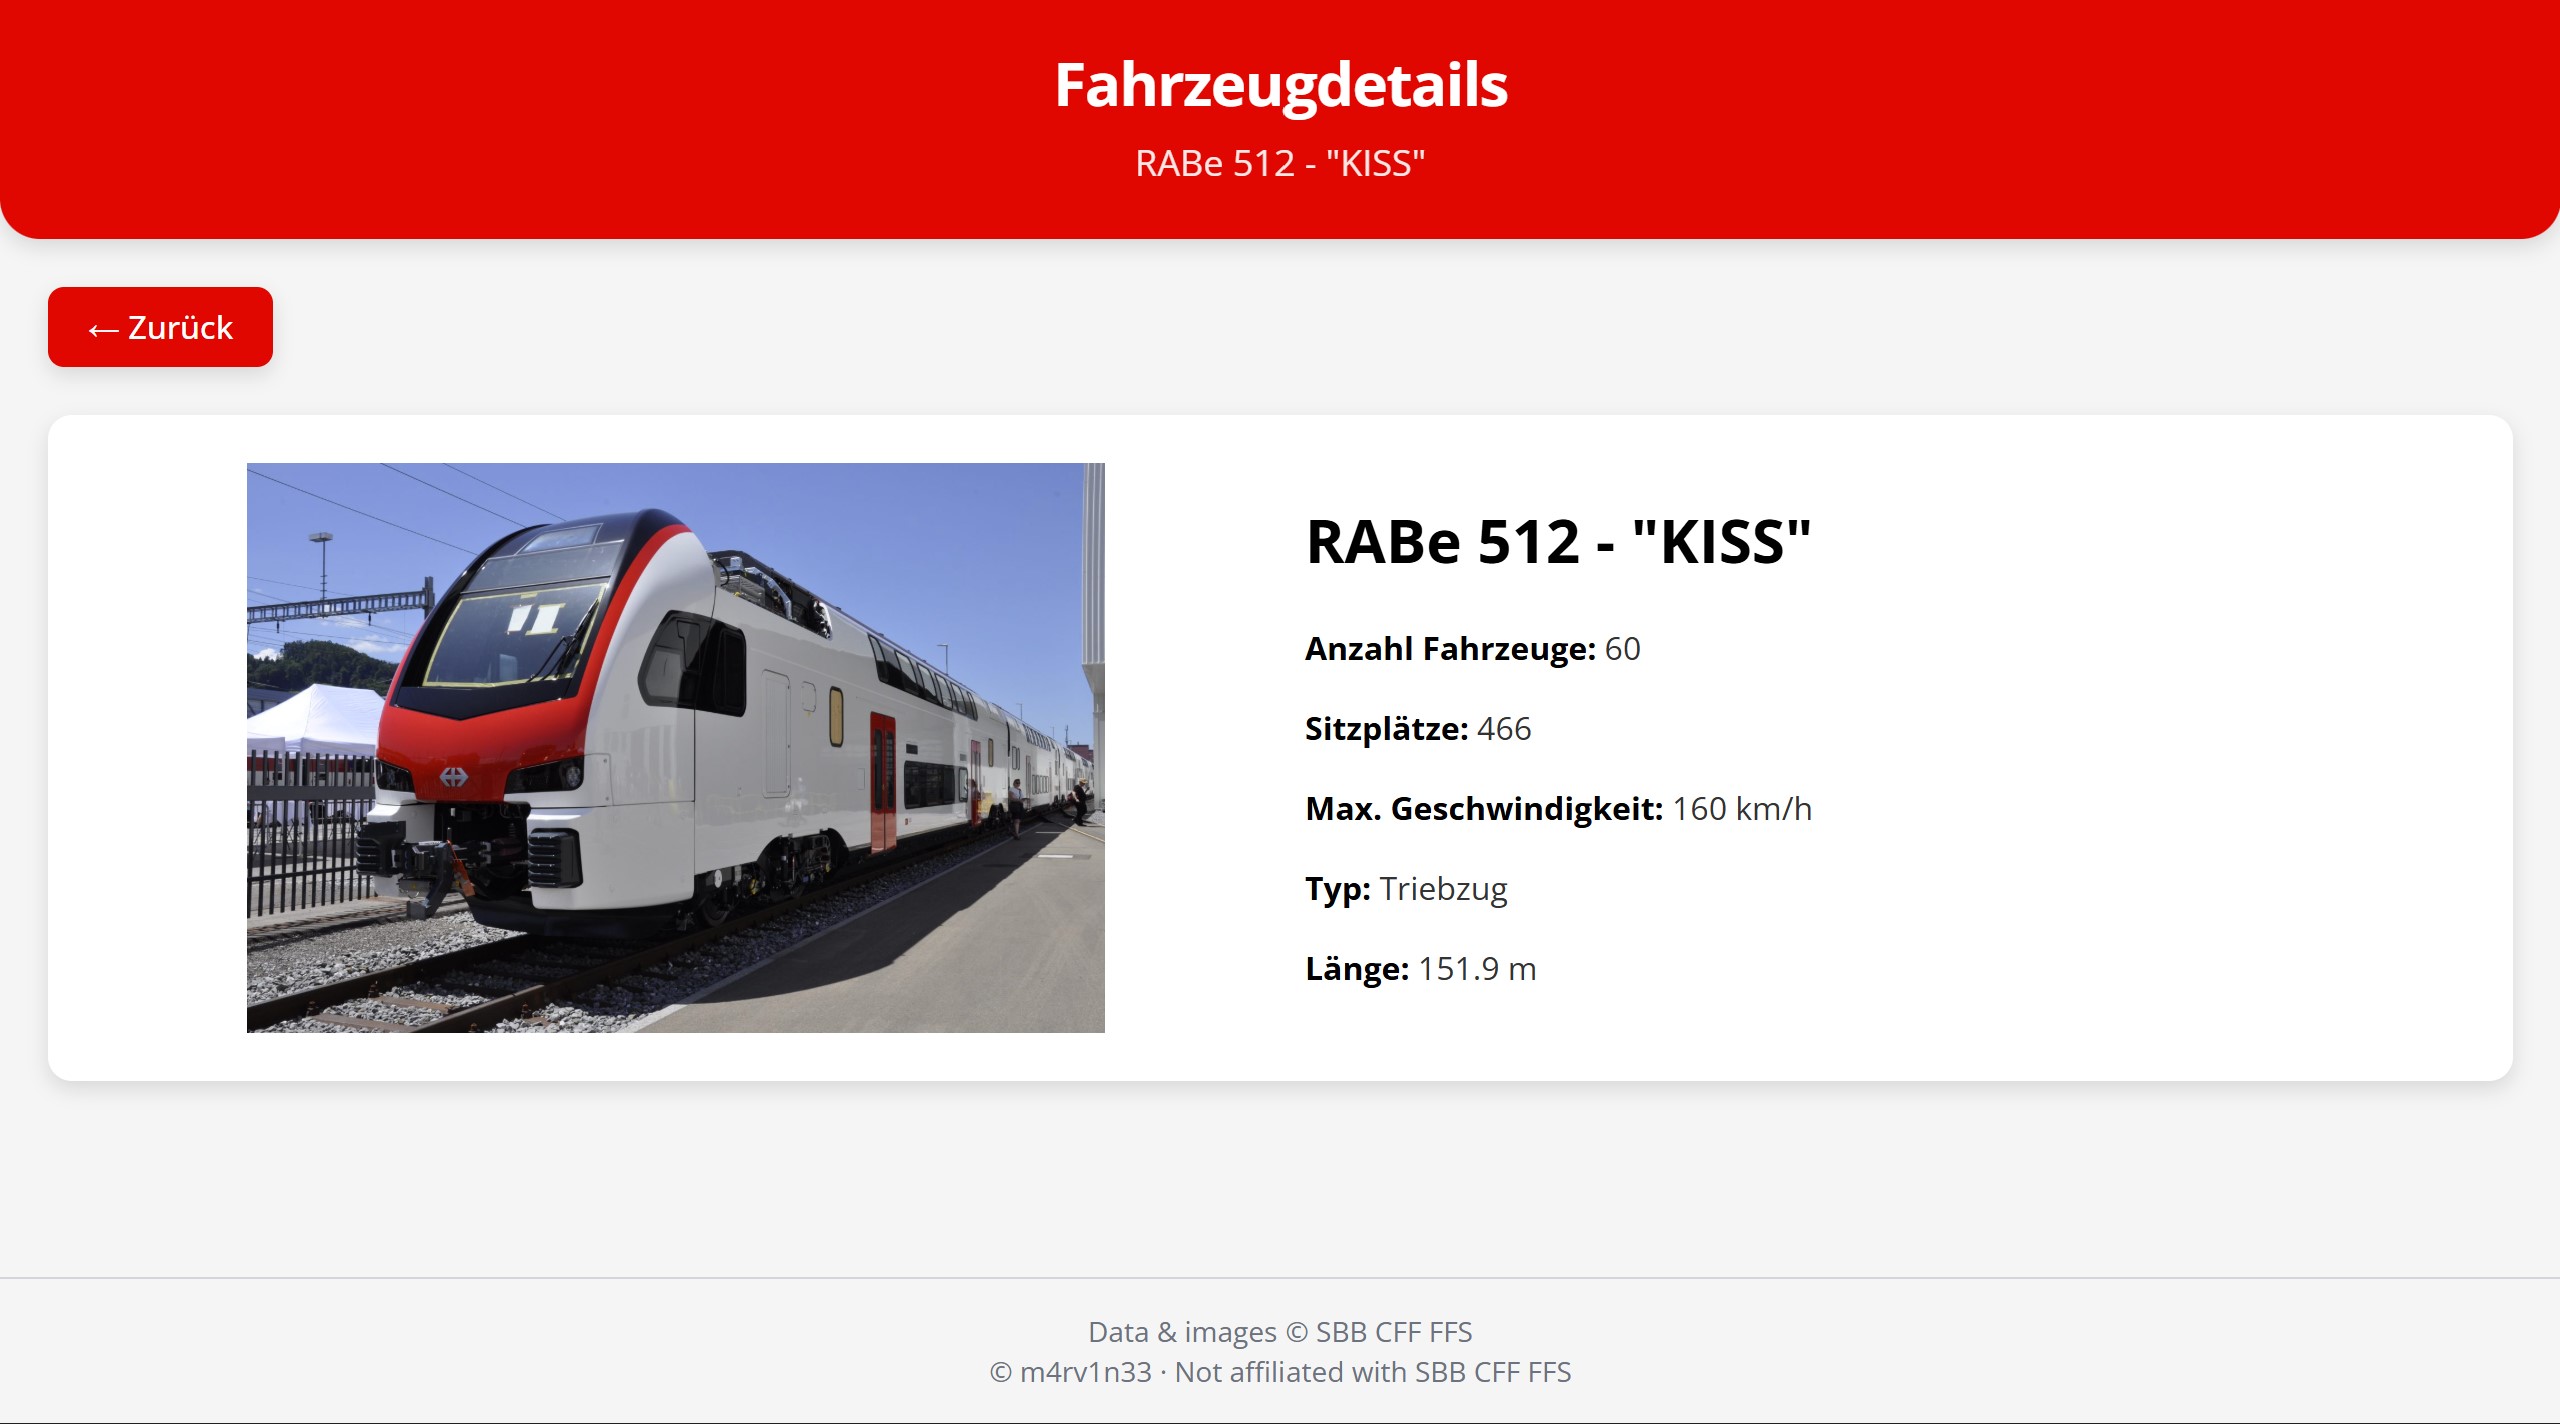 Fahrzeugdetails
RABe 512 - "KISS"
← Zurück
RABe 512 - "KISS"
Anzahl Fahrzeuge: 60
Sitzplätze: 466
Max. Geschwindigkeit: 160 km/h
Typ: Triebzug
Länge: 151.9 m
Data & images © SBB CFF FFS
© m4rv1n33 · Not affiliated with SBB CFF FFS